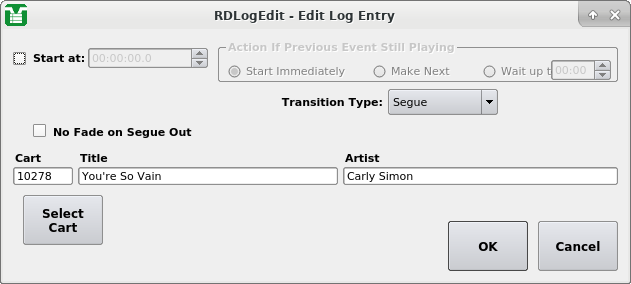 RDLogEdit - Edit Log Entry
Action If Previous Event Still Playing
Start at: 00:00:00.0
Start Immediately Make Next Wait up t 00:00
Transition Type: Segue
No Fade on Segue Out
Cart Title Artist
10278 You're So Vain Carly Simon
Select
Cart
OK Cancel